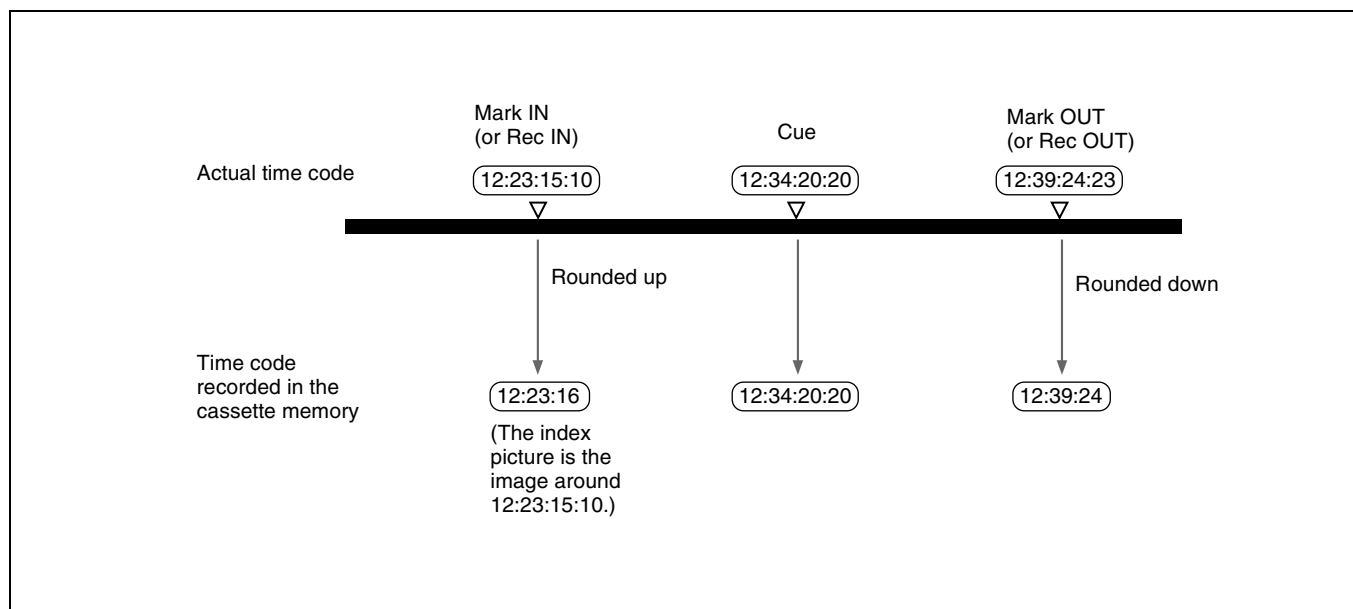 Mark IN
(or Rec IN)
Cue
Mark OUT
(or Rec OUT)
Actual time code
12:23:15:10
12:34:20:20
12:39:24:23
Rounded up
Rounded down
Time code
recorded in the
cassette memory
12:23:16
12:34:20:20
12:39:24
(The index
picture is the
image around
12:23:15:10.)